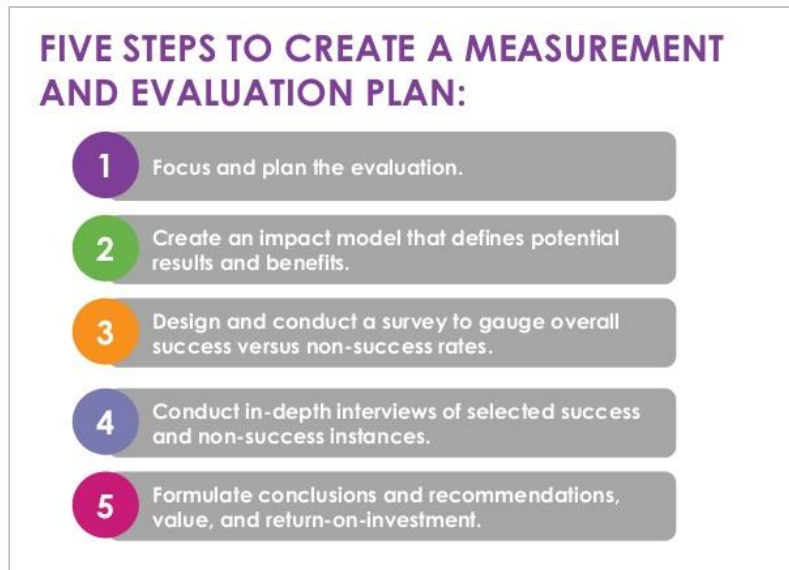 FIVE STEPS TO CREATE A MEASUREMENT
AND EVALUATION PLAN:
1
Focus and plan the evaluation.
2
Create an impact model that defines potential
results and benefits.
3
Design and conduct a survey to gauge overall
success versus non-success rates.
4
Conduct in-depth interviews of selected success
and non-success instances.
5
Formulate conclusions and recommendations,
value, and return-on-investment.